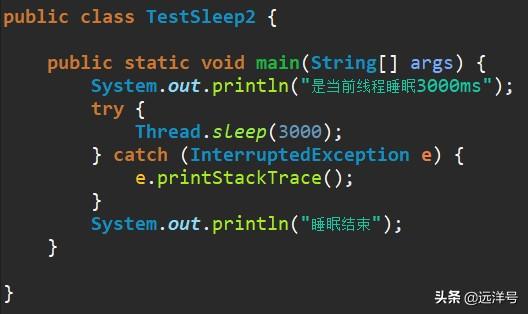 public class TestSleep2 {
public static void main(String[] args) {
System.out.println("是当前线程睡眠3000ms");
try {
Thread.sleep(3000);
} catch (InterruptedException e) {
e.printStackTrace();
}
System.out.println("睡眠结束");
}
}
头条 @远洋号